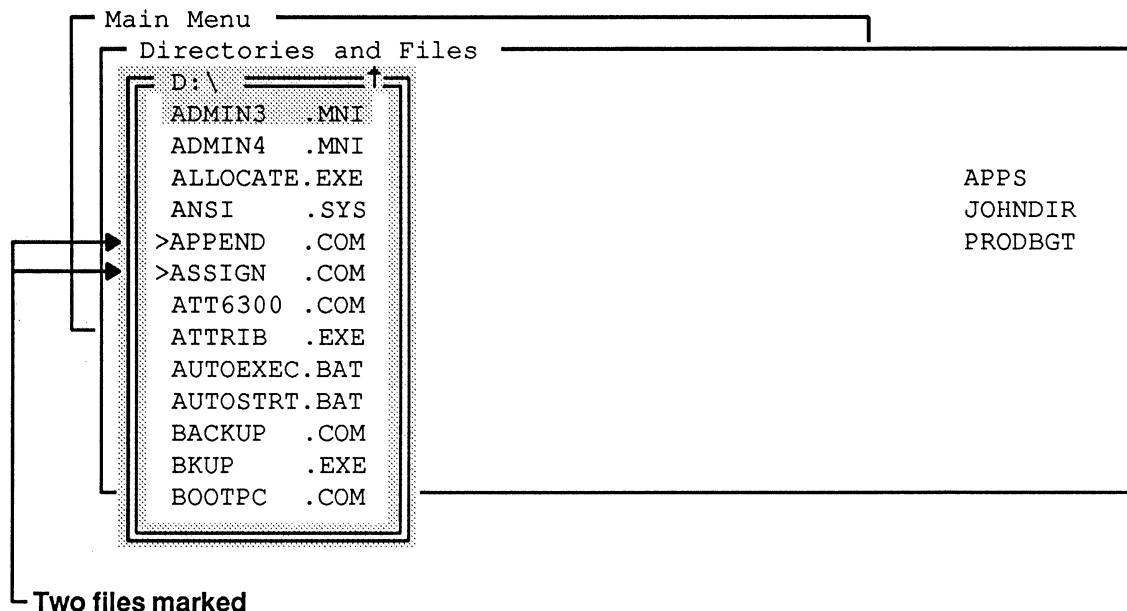 Main Menu
Directories and Files
D:\ ↑
ADMIN3 .MNI
ADMIN4 .MNI
ALLOCATE.EXE
ANSI .SYS
>APPEND .COM
>ASSIGN .COM
ATT6300 .COM
ATTRIB .EXE
AUTOEXEC.BAT
AUTOSTRT.BAT
BACKUP .COM
BKUP .EXE
BOOTPC .COM
APPS
JOHNDIR
PRODBGT
Two files marked